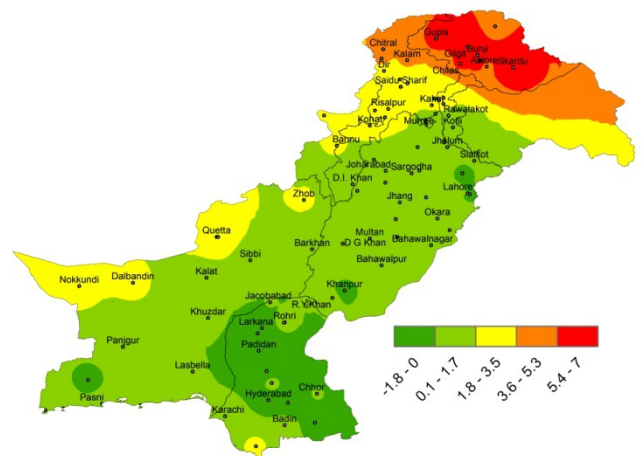 Gupis
Chitral
Bunji
Kalam
Gilgit
Astore
Skardu
Dir
Chilas
Saidu Sharif
Risalpur
Kakul
Rawalakot
Kohat
Murree
Kotli
Bannu
Jhelum
Joharabad
Sialkot
D.I. Khan
Sargodha
Lahore
Zhob
Jhang
Okara
Quetta
Multan
Barkhan
D G Khan
Bahawalnagar
Sibbi
Bahawalpur
Nokkundi
Dalbandin
Kalat
Khanpur
Jacobabad
R.Y.Khan
Khuzdar
Larkana
Rohri
Panjgur
Padidan
Lasbella
Chhor
Pasni
Hyderabad
Karachi
Badin
-1.8 - 0
0.1 - 1.7
1.8 - 3.5
3.6 - 5.3
5.4 - 7